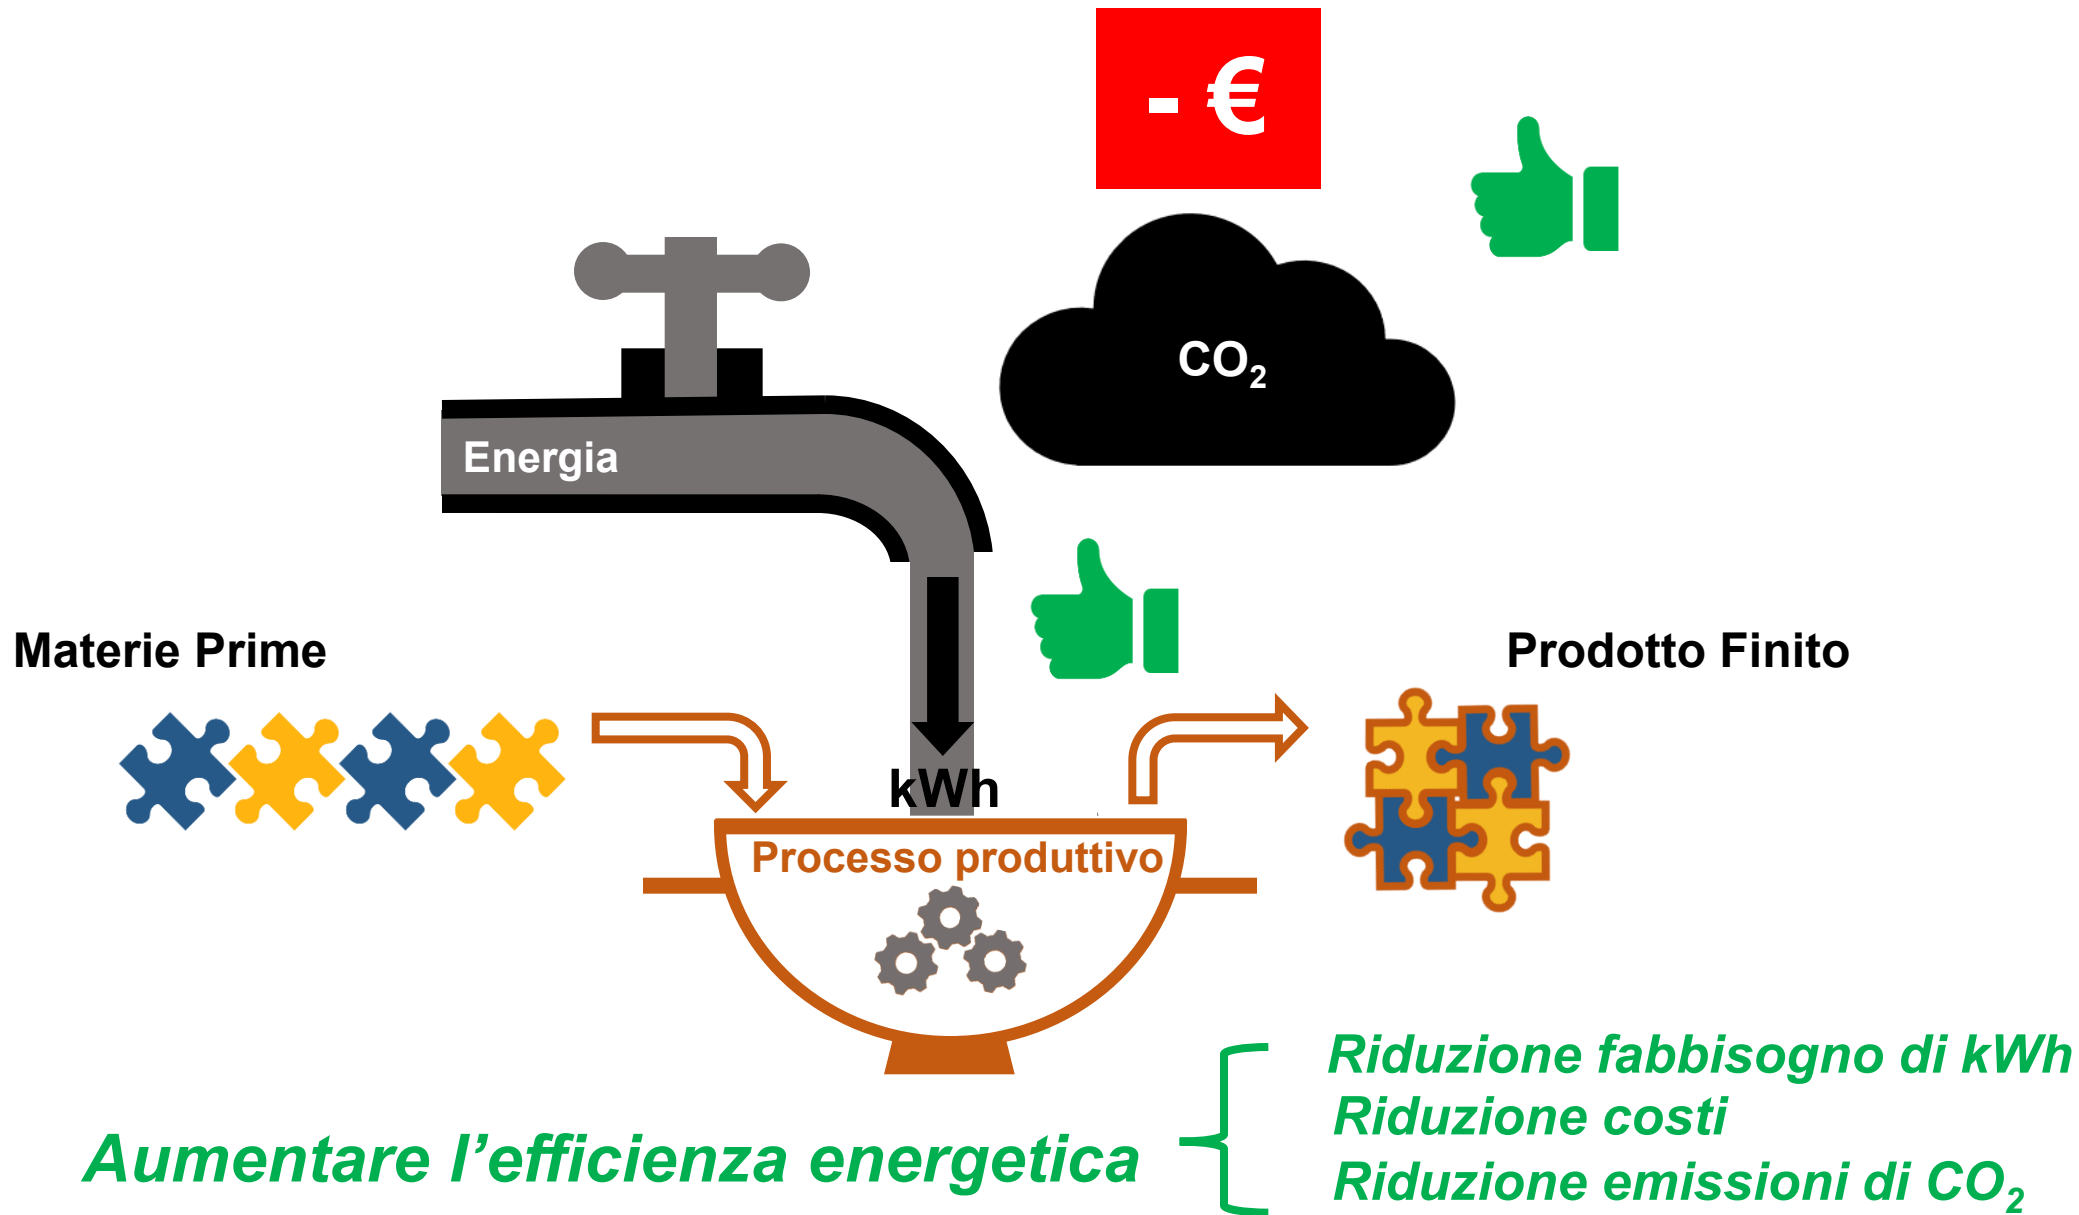 - €
CO₂
Energia
Materie Prime
Prodotto Finito
kWh
Processo produttivo
Aumentare l’efficienza energetica
Riduzione fabbisogno di kWh
Riduzione costi
Riduzione emissioni di CO₂